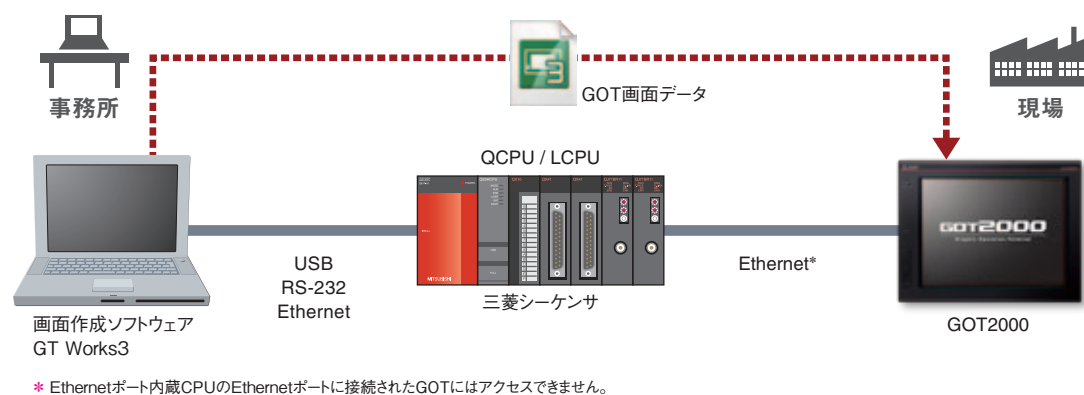 事務所
GOT画面データ
現場
QCPU / LCPU
MITSUBISHI
GOT2000
Graphic Operation Terminal
USB
RS-232
Ethernet
Ethernet*
三菱シーケンサ
画面作成ソフトウェア
GT Works3
GOT2000
* Ethernetポート内蔵CPUのEthernetポートに接続されたGOTにはアクセスできません。